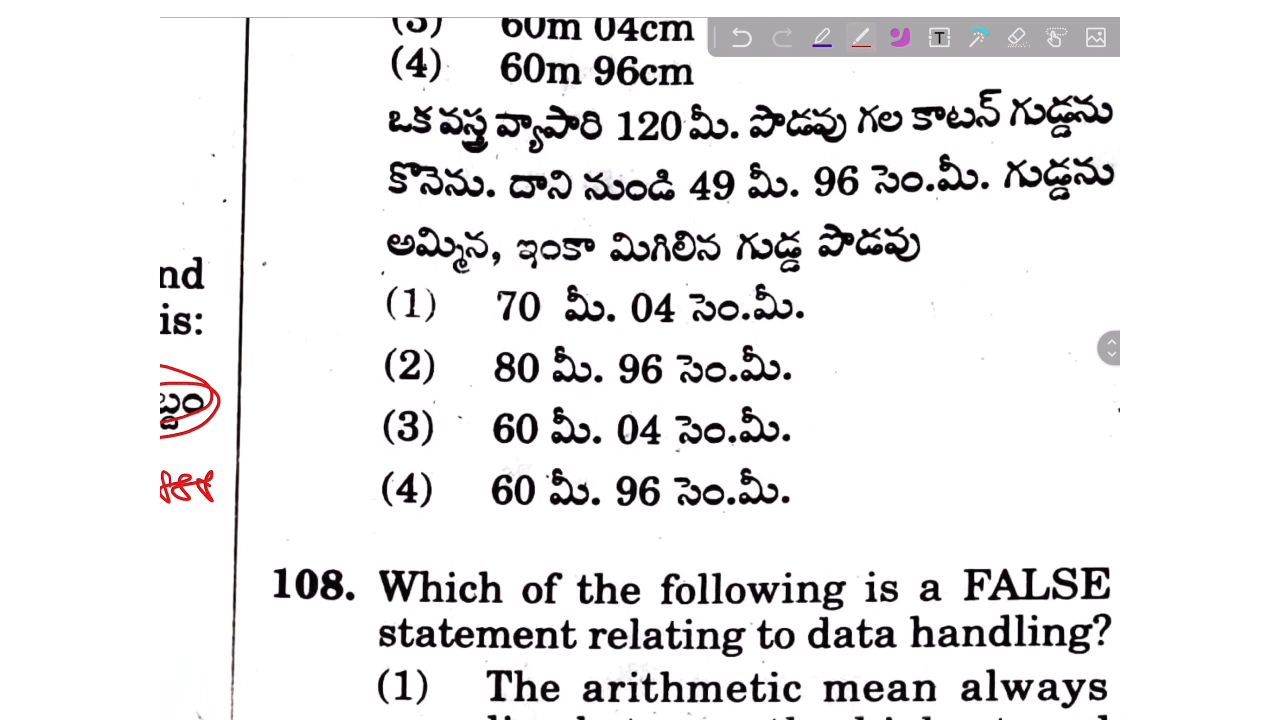 (3) 60m 04cm
(4) 60m 96cm
ఒక వస్త్ర వ్యాపారి 120 మీ. పొడవు గల కాటన్ గుడ్డను
కొనెను. దాని నుండి 49 మీ. 96 సెం.మీ. గుడ్డను
అమ్మిన, ఇంకా మిగిలిన గుడ్డ పొడవు
(1) 70 మీ. 04 సెం.మీ.
(2) 80 మీ. 96 సెం.మీ.
(3) 60 మీ. 04 సెం.మీ.
(4) 60 మీ. 96 సెం.మీ.
nd
is:
108. Which of the following is a FALSE
statement relating to data handling?
(1) The arithmetic mean always